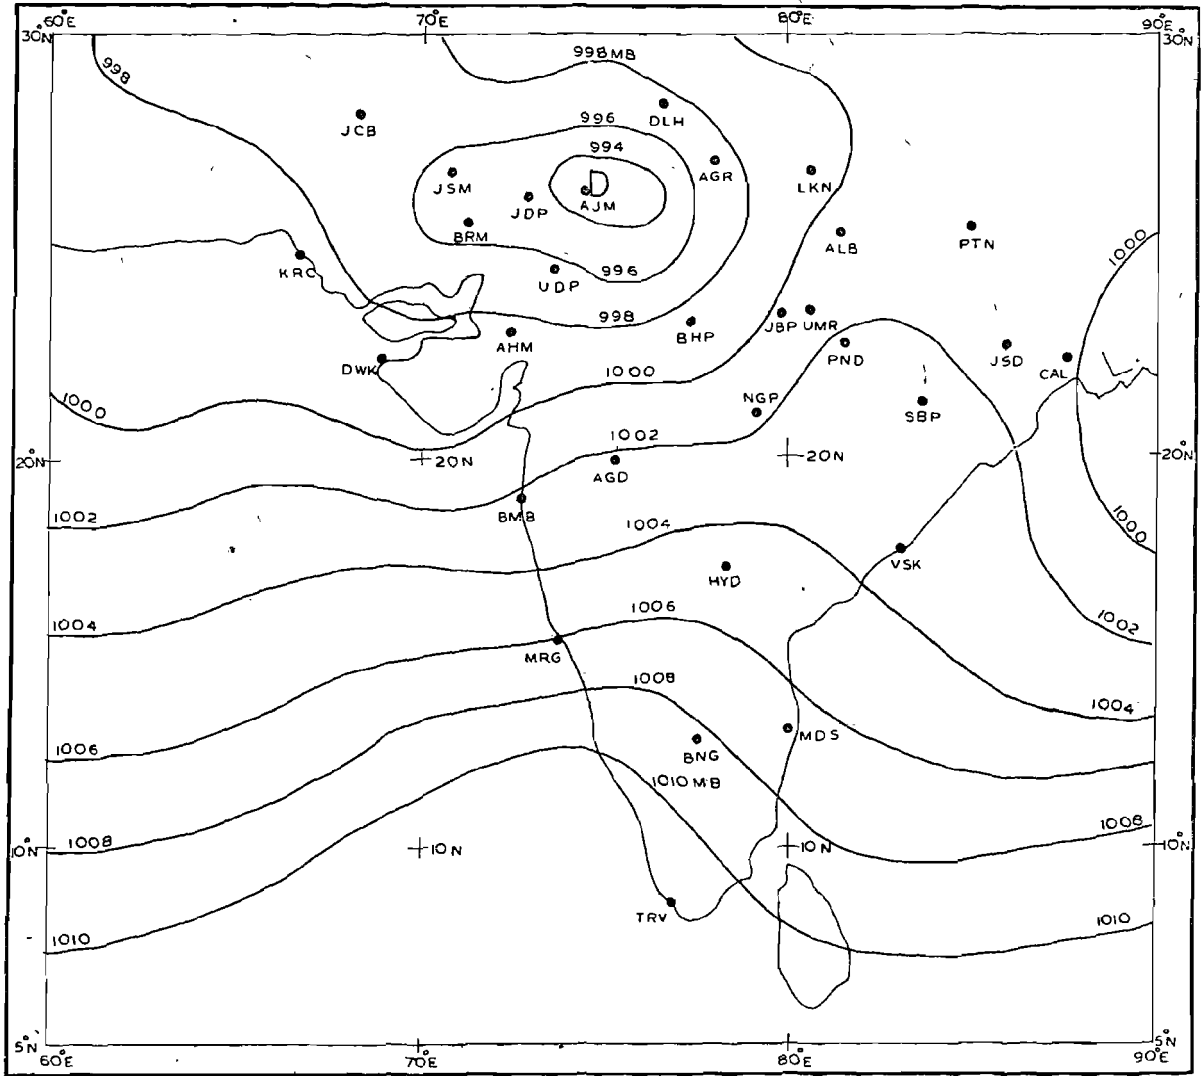 60°E 70°E 80°E 90°E
30°N 30°N
998 MB
998
996
DLH
JCB
994
D
AGR
LKN
JSM
AJM
JDP
BRM
ALB
PTN
1000
KRC
UDP
996
998
BHP
JBP UMR
AHM
PND
JSD
CAL
DWK
1000
1000
NGP
SBP
1002
20°N 20N 20N 20°N
AGD
1002
BMB
1004
1000
VSK
HYD
1004
1006
1002
MRG
1008
1004
1006
BNG
MDS
1010 MB
1008
1008
10°N 10N 10N 10°N
TRV
1010
1010
5°N 5°N
60°E 70°E 80°E 90°E